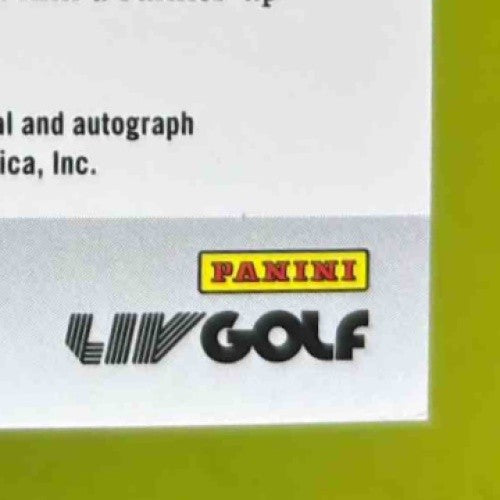 al and autograph
ica, Inc.
PANINI
LIV GOLF